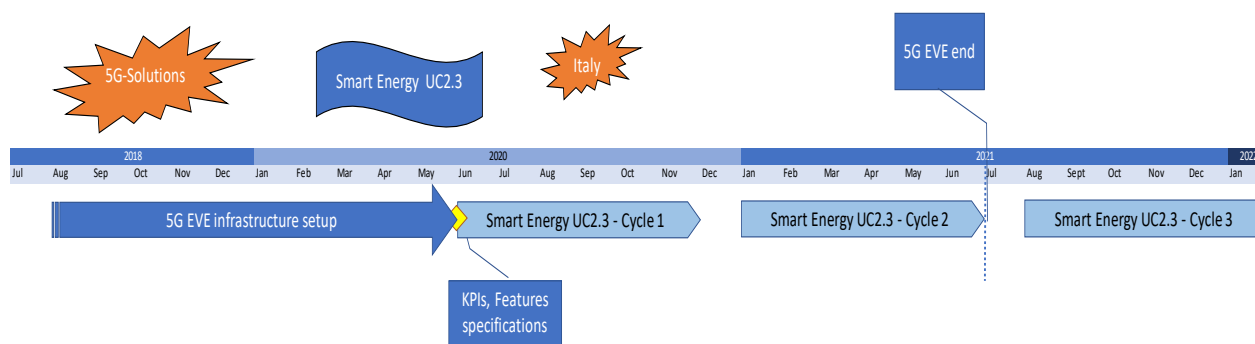 5G-Solutions
Smart Energy UC2.3
Italy
5G EVE end
2018 2020 2021 2022
Jul Aug Sep Oct Nov Dec Jan Feb Mar Apr May Jun Jul Aug Sep Oct Nov Dec Jan Feb Mar Apr May Jun Jul Aug Sept Oct Nov Dec Jan
5G EVE infrastructure setup
Smart Energy UC2.3 - Cycle 1
Smart Energy UC2.3 - Cycle 2
Smart Energy UC2.3 - Cycle 3
KPIs, Features
specifications